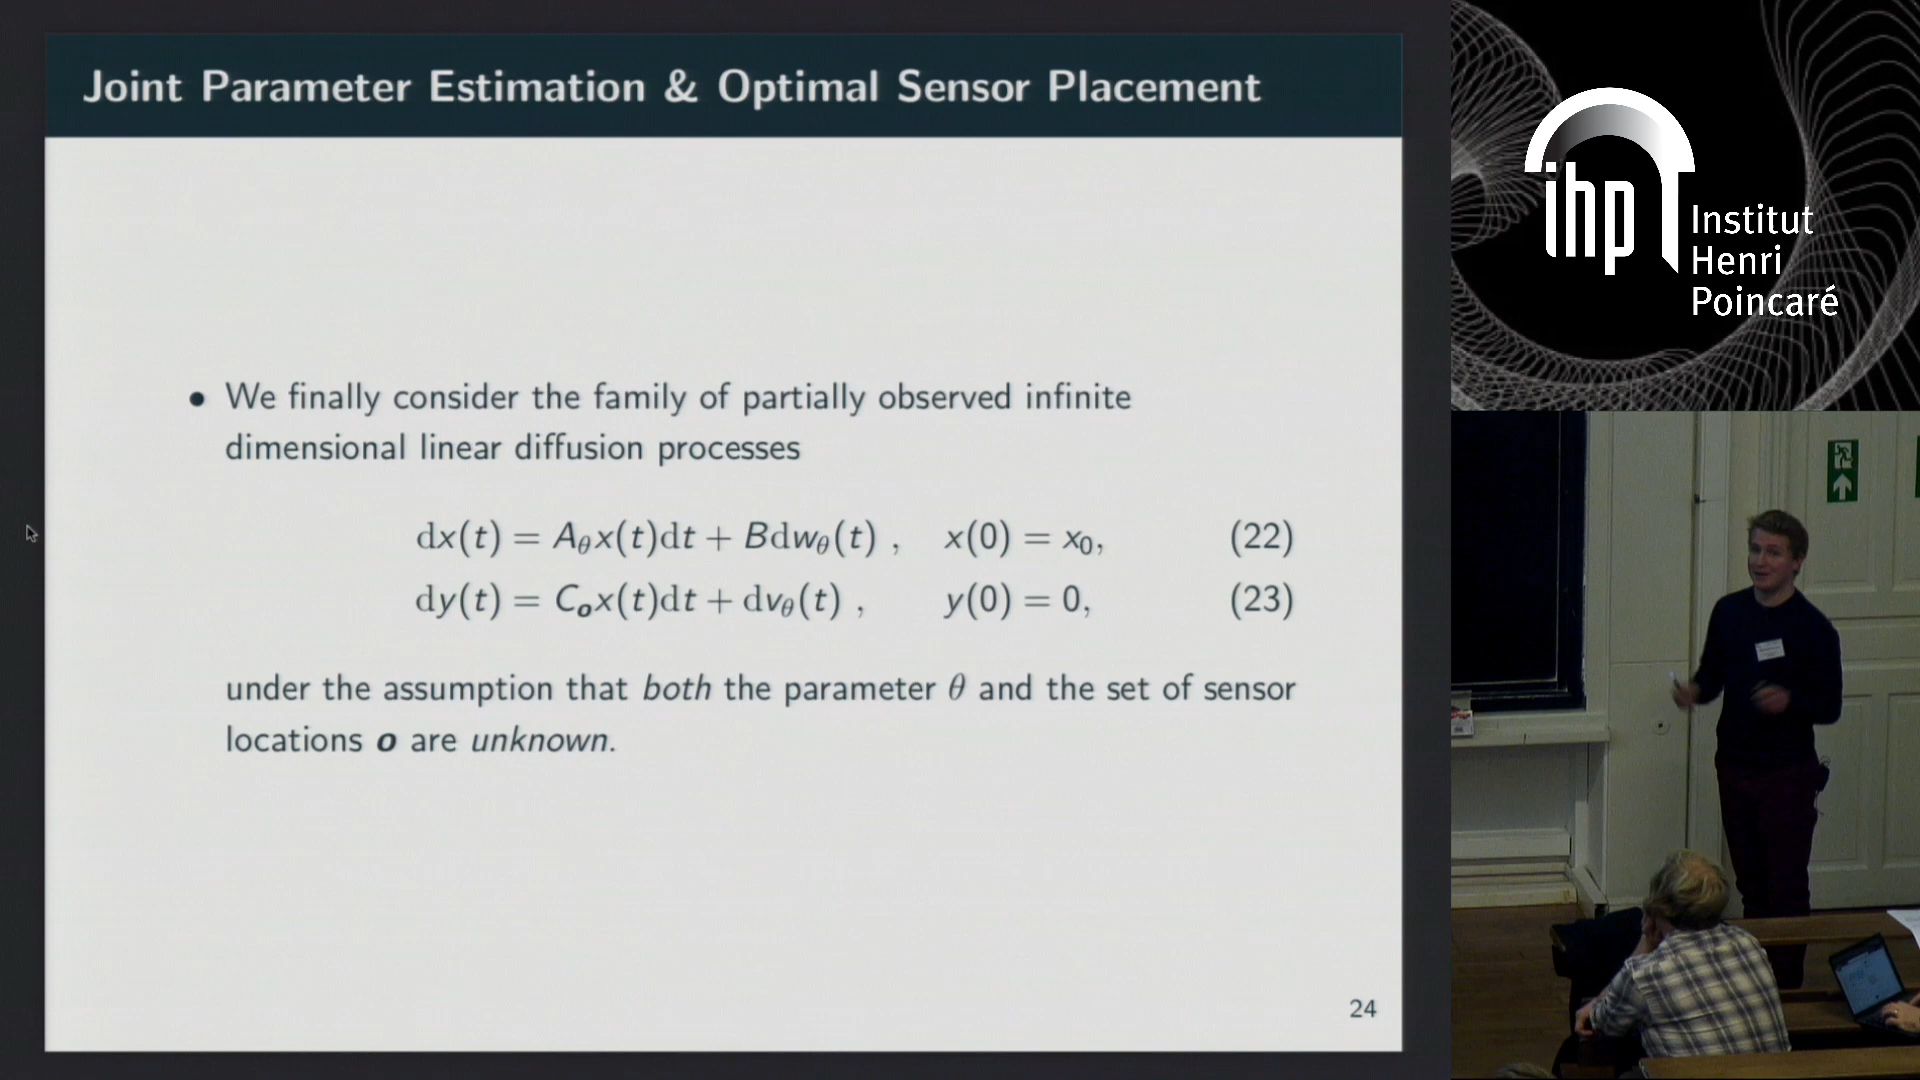 Joint Parameter Estimation & Optimal Sensor Placement
• We finally consider the family of partially observed infinite
dimensional linear diffusion processes
dx(t) = A_θ x(t)dt + Bdw_θ(t) , x(0) = x_0, (22)
dy(t) = C_𝒐 x(t)dt + dv_θ(t) , y(0) = 0, (23)
under the assumption that both the parameter θ and the set of sensor
locations 𝒐 are unknown.
24
ihp
Institut
Henri
Poincaré